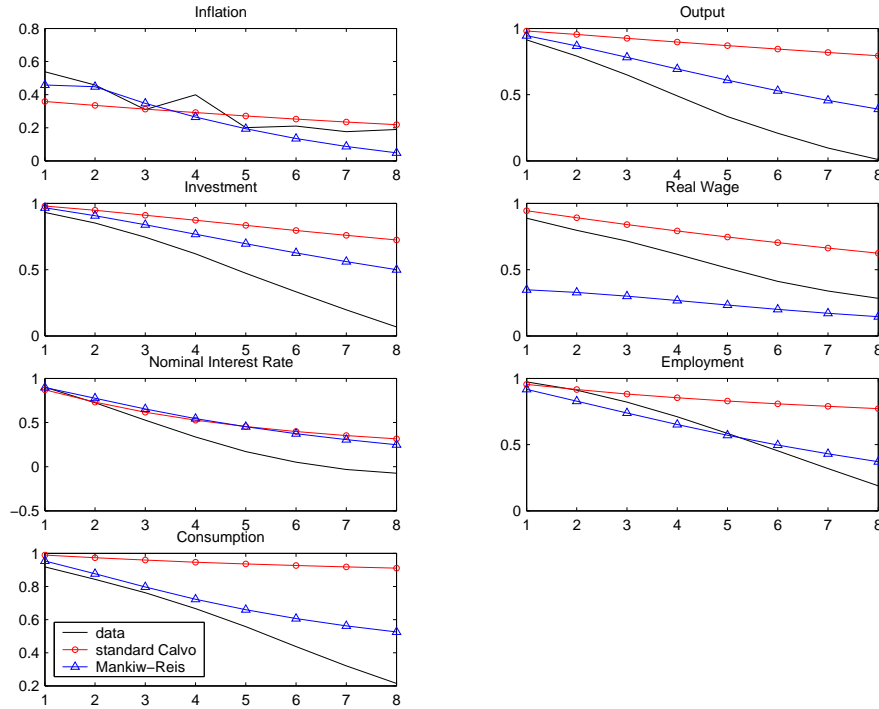 Inflation
0.8
0.6
0.4
0.2
0
1 2 3 4 5 6 7 8
Output
1
0.5
0
1 2 3 4 5 6 7 8
Investment
1
0.5
0
1 2 3 4 5 6 7 8
Real Wage
1
0.5
0
1 2 3 4 5 6 7 8
Nominal Interest Rate
1
0.5
0
−0.5
1 2 3 4 5 6 7 8
Employment
1
0.5
0
1 2 3 4 5 6 7 8
Consumption
1
0.8
0.6
0.4
0.2
1 2 3 4 5 6 7 8
data
standard Calvo
Mankiw−Reis